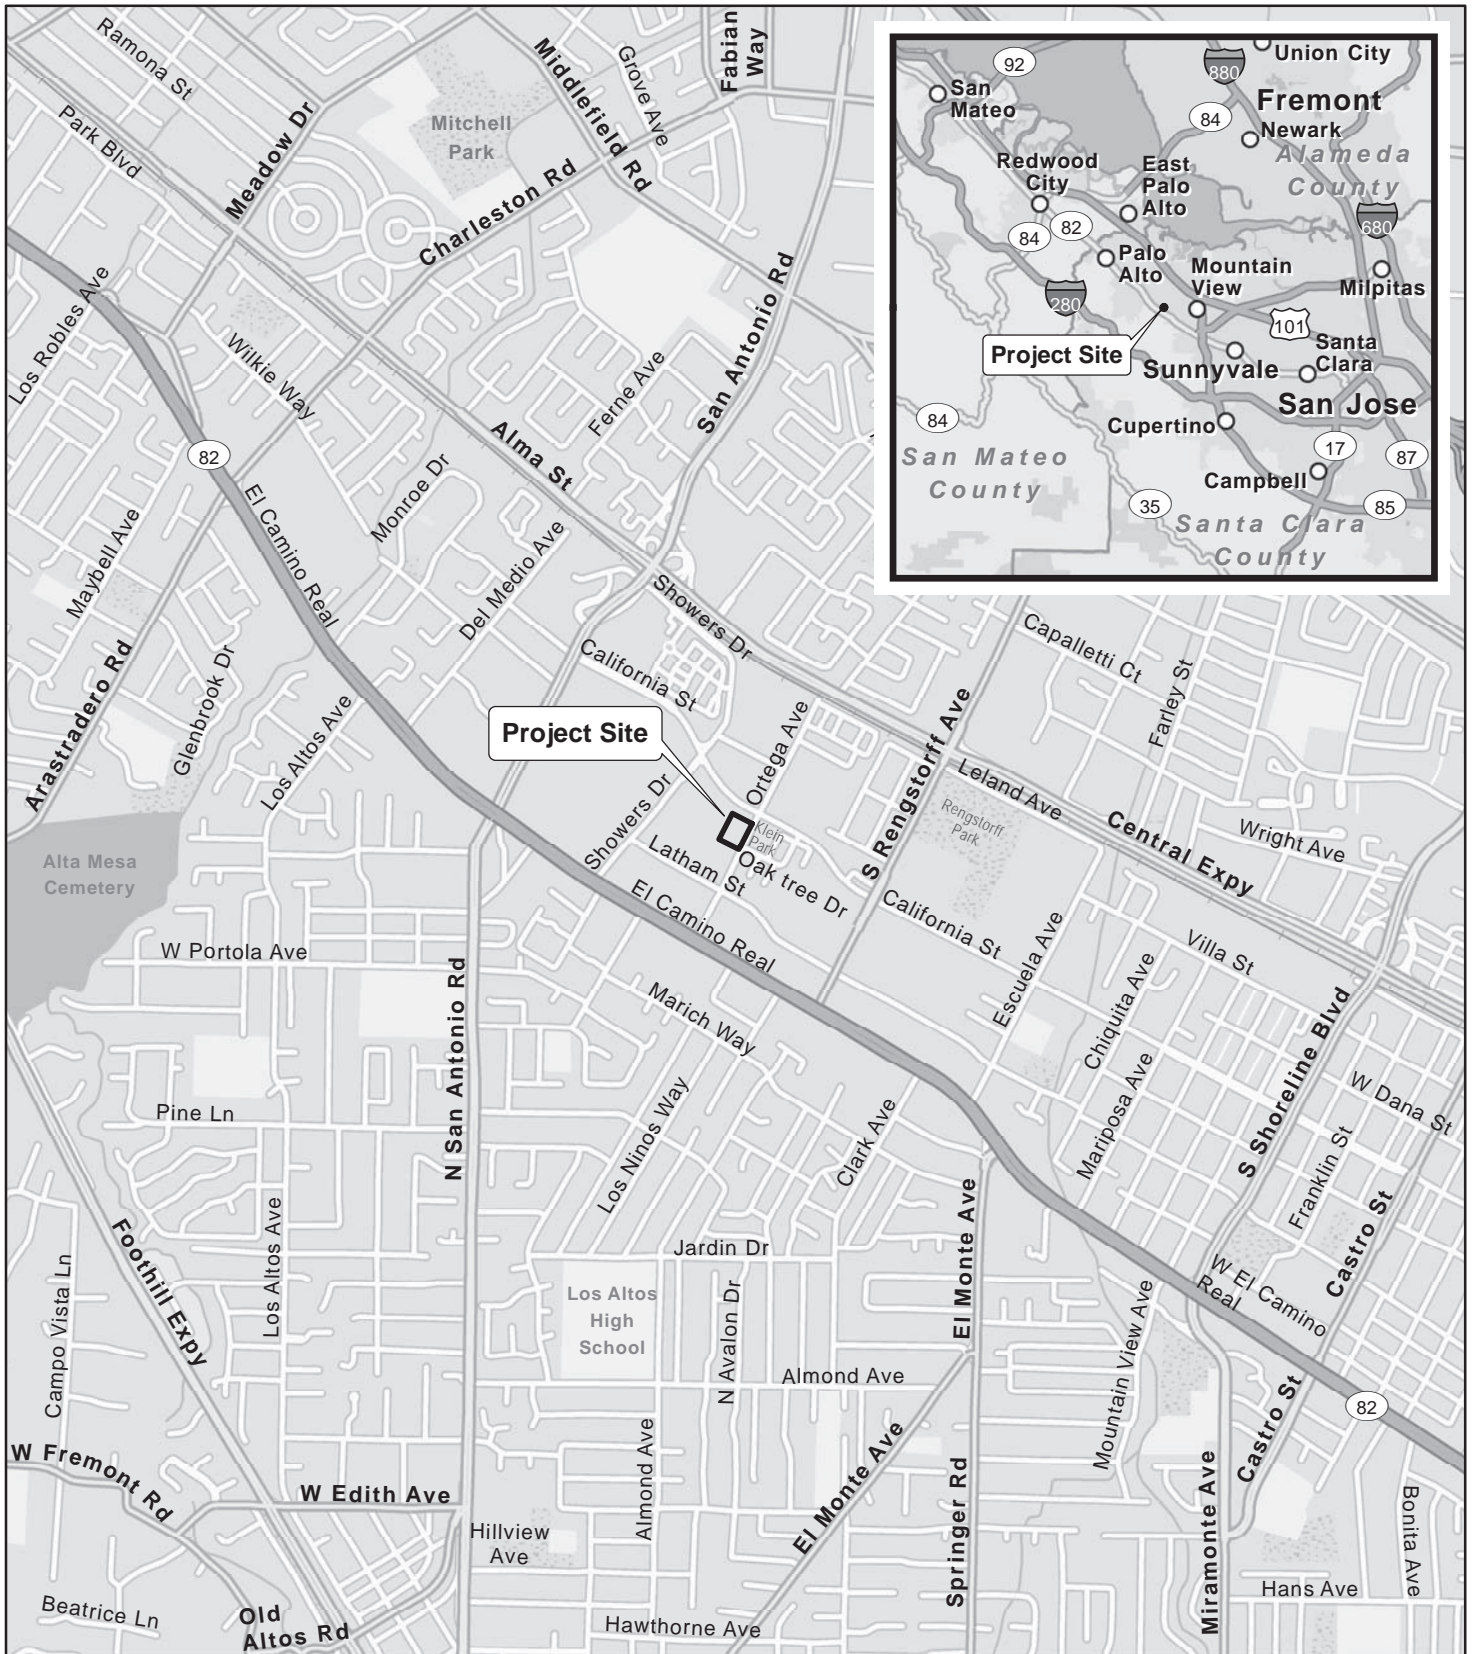 Ramona St
Park Blvd
Meadow Dr
Mitchell
Park
Middlefield Rd
Grove Ave
Fabian
Way
Charleston Rd
San Antonio Rd
Los Robles Ave
Wilkie Way
Ferne Ave
Alma St
82
El Camino Real
Monroe Dr
Maybell Ave
Del Medio Ave
Showers Dr
Arastradero Rd
Glenbrook Dr
Los Altos Ave
California St
Project Site
Ortega Ave
Showers Dr
Klein
Park
Oak tree Dr
Latham St
El Camino Real
S Rengstorff Ave
Rengstorff
Park
Leland Ave
Capalletti Ct
Farley St
Central Expy
Wright Ave
California St
Escuela Ave
Villa St
Chiquita Ave
Mariposa Ave
S Shoreline Blvd
W Dana St
Franklin St
Castro St
W El Camino
Real
Alta Mesa
Cemetery
W Portola Ave
N San Antonio Rd
Marich Way
Pine Ln
Los Ninos Way
Clark Ave
El Monte Ave
Foothill Expy
Los Altos Ave
Campo Vista Ln
Jardin Dr
Los Altos
High
School
N Avalon Dr
Almond Ave
Mountain View Ave
Castro St
82
W Fremont Rd
W Edith Ave
Almond Ave
El Monte Ave
Springer Rd
Miramonte Ave
Bonita Ave
Hillview
Ave
Hans Ave
Beatrice Ln
Old
Altos Rd
Hawthorne Ave
92
880
Union City
San
Mateo
Fremont
84
Newark
Alameda
County
Redwood
City
East
Palo
Alto
84
82
680
Palo
Alto
Mountain
View
Milpitas
280
101
Project Site
Santa
Clara
Sunnyvale
San Jose
84
Cupertino
17
87
San Mateo
County
Campbell
35
85
Santa Clara
County